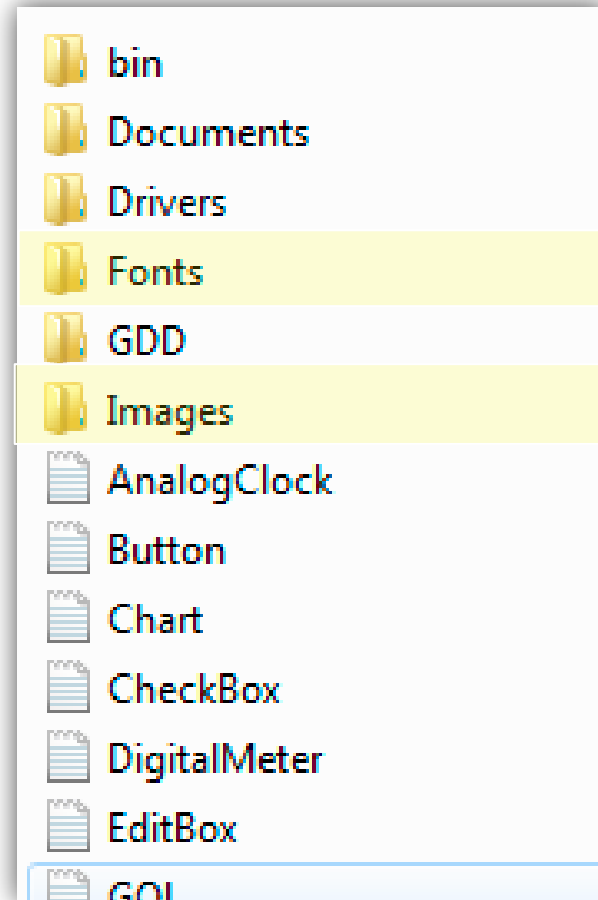 bin
Documents
Drivers
Fonts
GDD
Images
AnalogClock
Button
Chart
CheckBox
DigitalMeter
EditBox